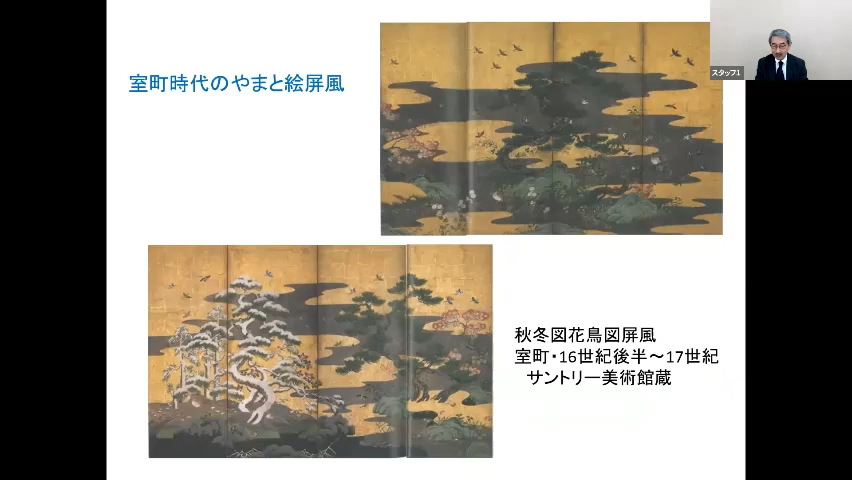 室町時代のやまと絵屏風
スタッフ1
秋冬図花鳥図屏風
室町・16世紀後半～17世紀
サントリー美術館蔵